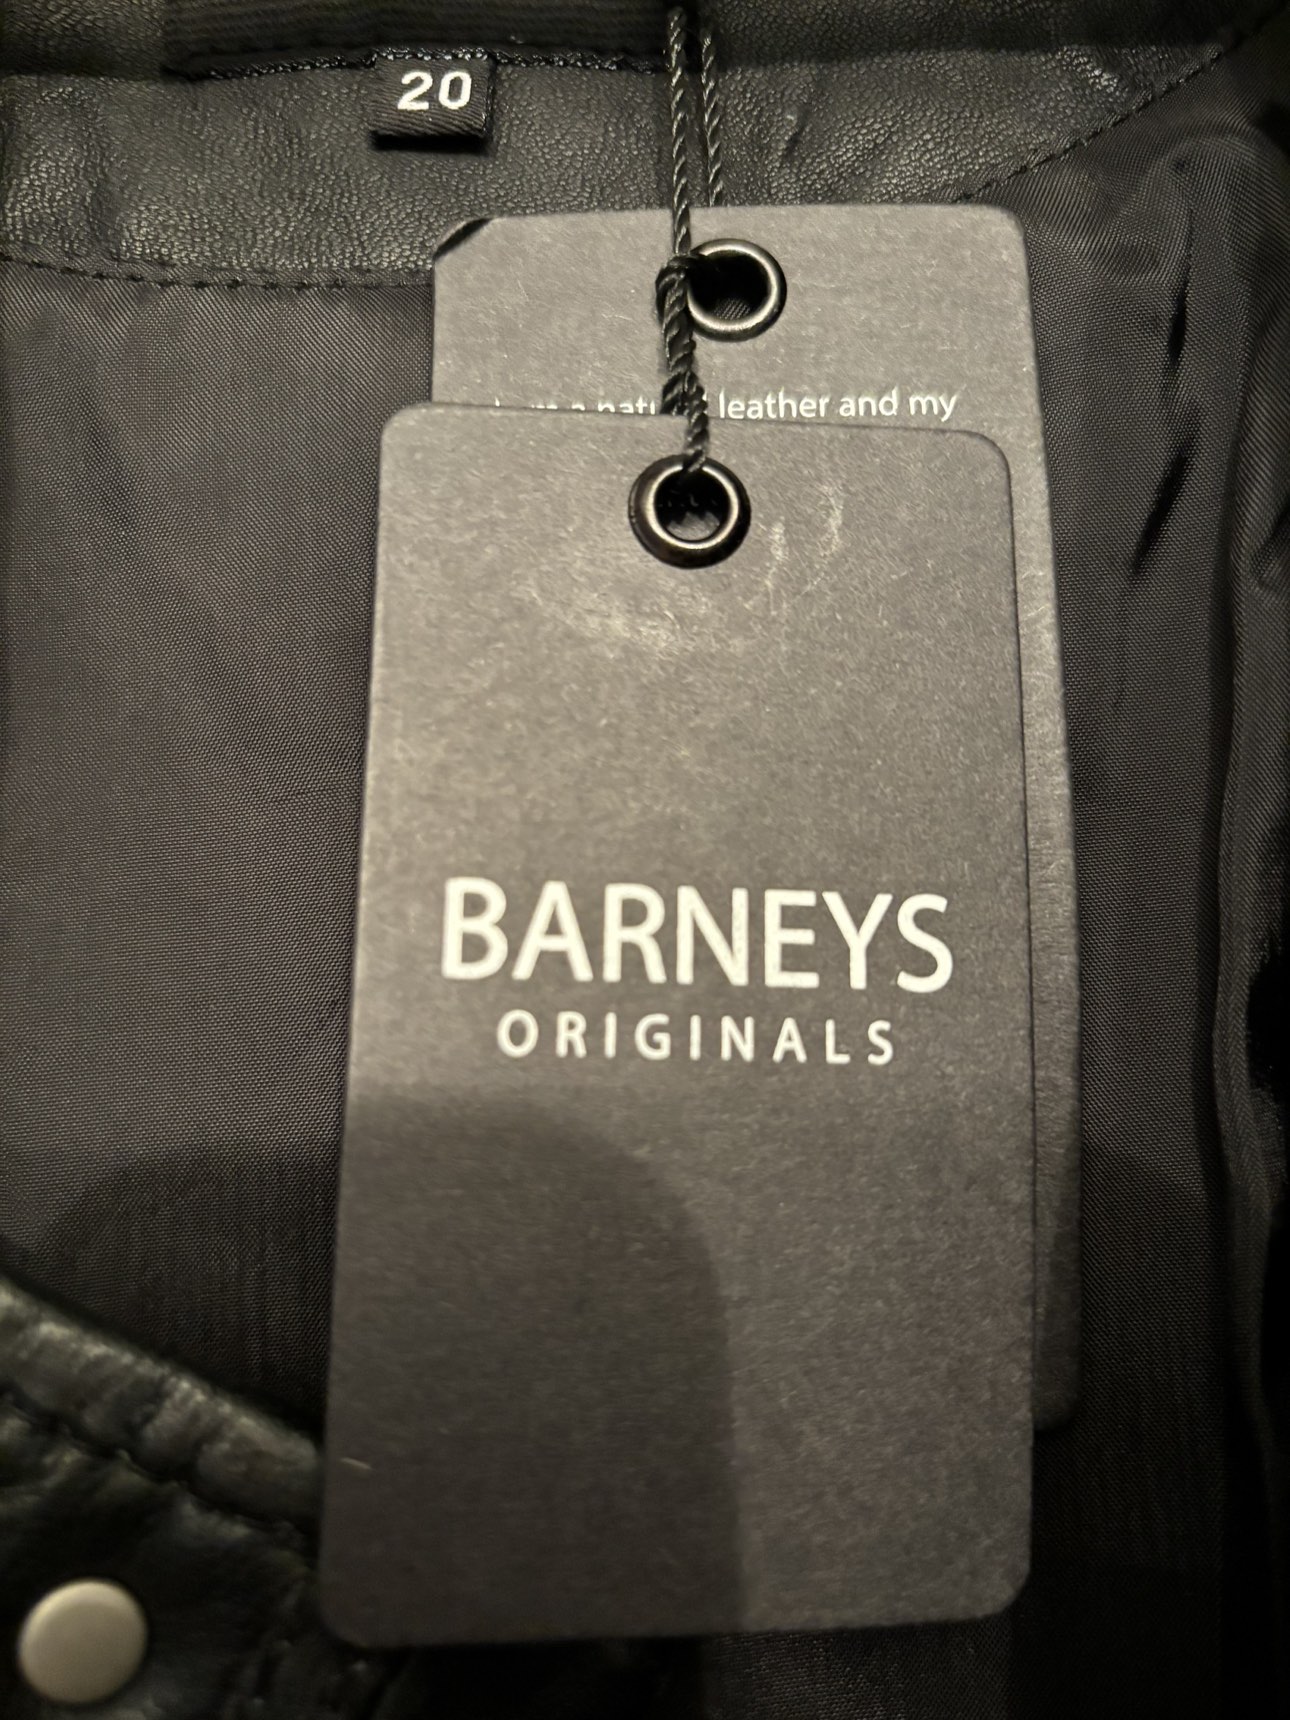 20
leather and my
BARNEYS
ORIGINALS